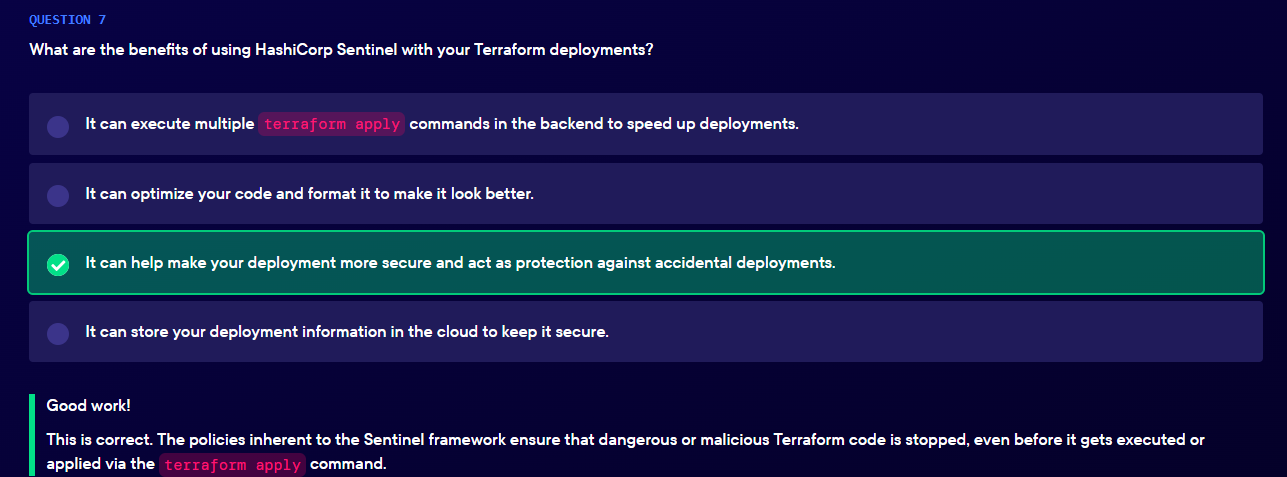 QUESTION 7
What are the benefits of using HashiCorp Sentinel with your Terraform deployments?
It can execute multiple terraform apply commands in the backend to speed up deployments.
It can optimize your code and format it to make it look better.
It can help make your deployment more secure and act as protection against accidental deployments.
It can store your deployment information in the cloud to keep it secure.
Good work!
This is correct. The policies inherent to the Sentinel framework ensure that dangerous or malicious Terraform code is stopped, even before it gets executed or
applied via the terraform apply command.